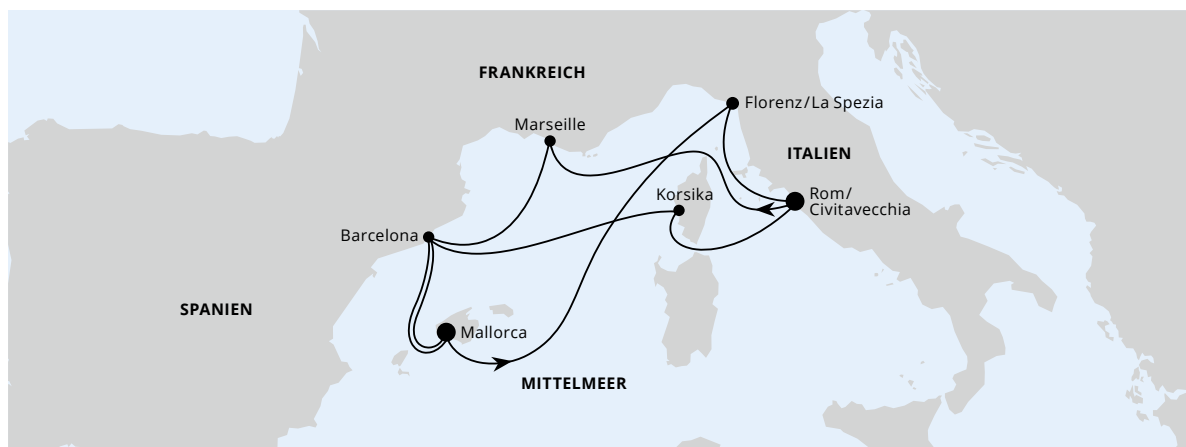 FRANKREICH
Florenz/La Spezia
Marseille
ITALIEN
Korsika
Rom/
Civitavecchia
Barcelona
SPANIEN
Mallorca
MITTELMEER